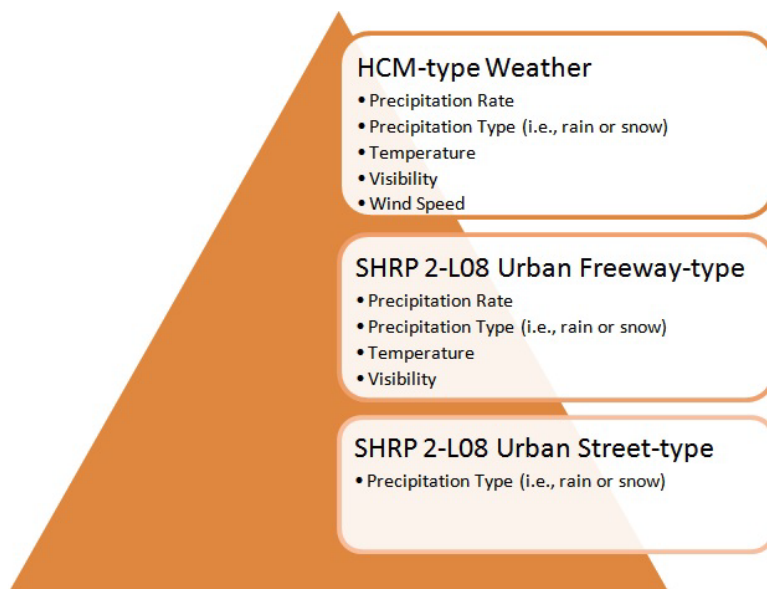 HCM-type Weather
• Precipitation Rate
• Precipitation Type (i.e., rain or snow)
• Temperature
• Visibility
• Wind Speed
SHRP 2-L08 Urban Freeway-type
• Precipitation Rate
• Precipitation Type (i.e., rain or snow)
• Temperature
• Visibility
SHRP 2-L08 Urban Street-type
• Precipitation Type (i.e., rain or snow)